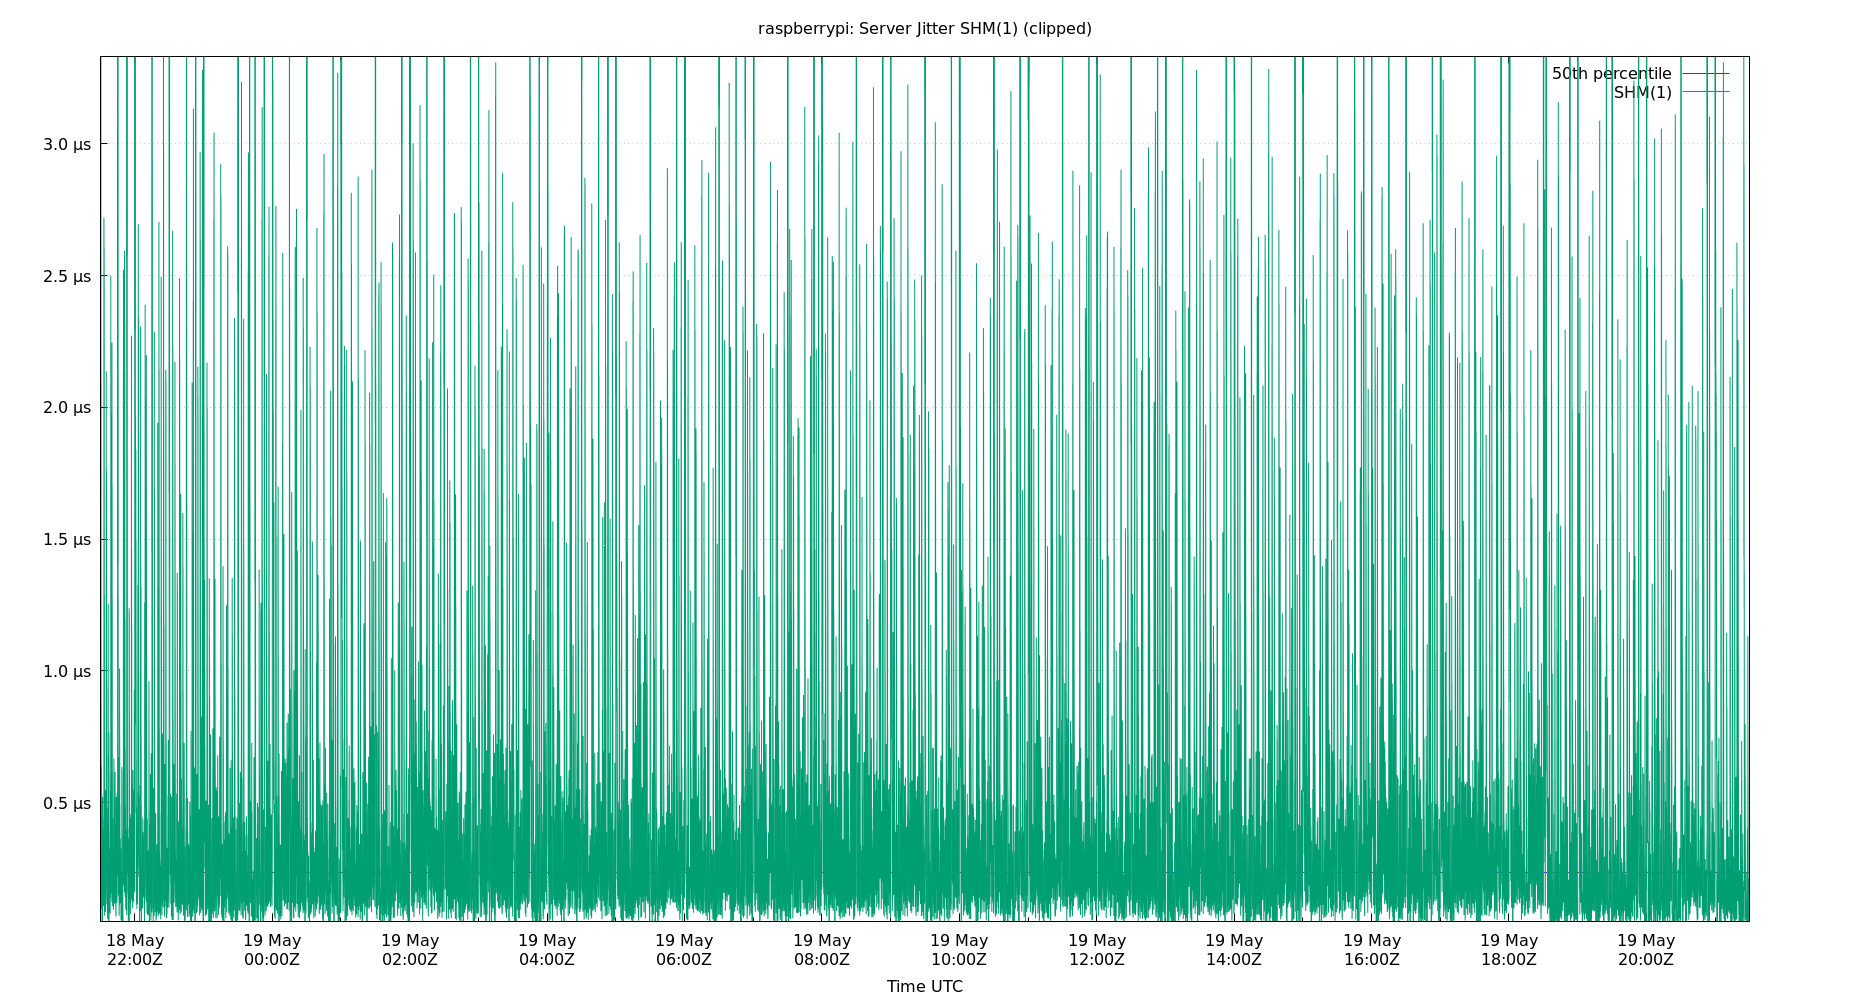 raspberrypi: Server Jitter SHM(1) (clipped)
50th percentile
SHM(1)
3.0 µs
2.5 µs
2.0 µs
1.5 µs
1.0 µs
0.5 µs
18 May 19 May 19 May 19 May 19 May 19 May 19 May 19 May 19 May 19 May 19 May 19 May
22:00Z 00:00Z 02:00Z 04:00Z 06:00Z 08:00Z 10:00Z 12:00Z 14:00Z 16:00Z 18:00Z 20:00Z
Time UTC